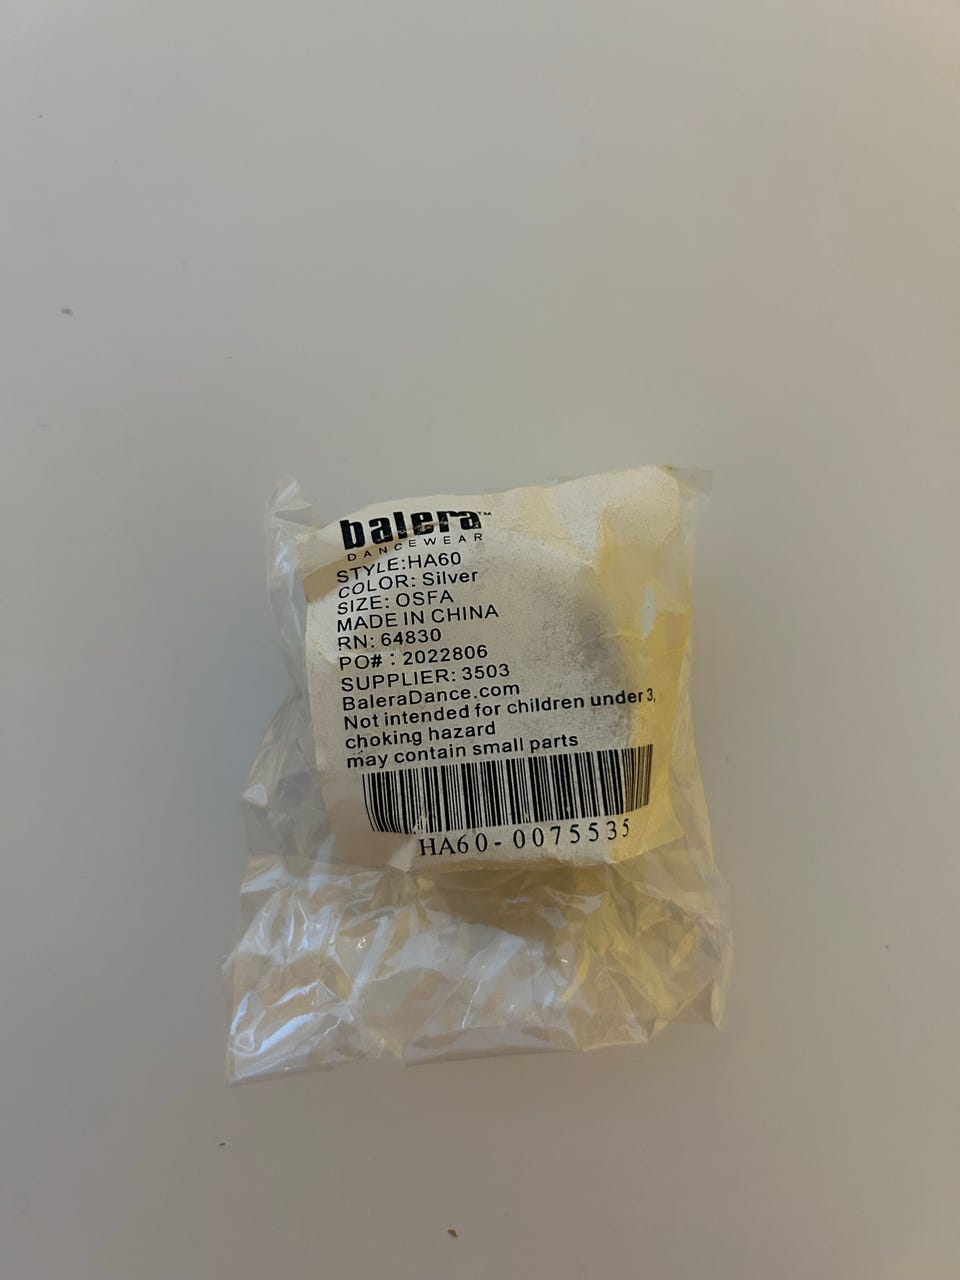 balera™
DANCEWEAR
STYLE:HA60
COLOR: Silver
SIZE: OSFA
MADE IN CHINA
RN: 64830
PO# : 2022806
SUPPLIER: 3503
BaleraDance.com
Not intended for children under 3,
choking hazard
may contain small parts
HA60-0075535